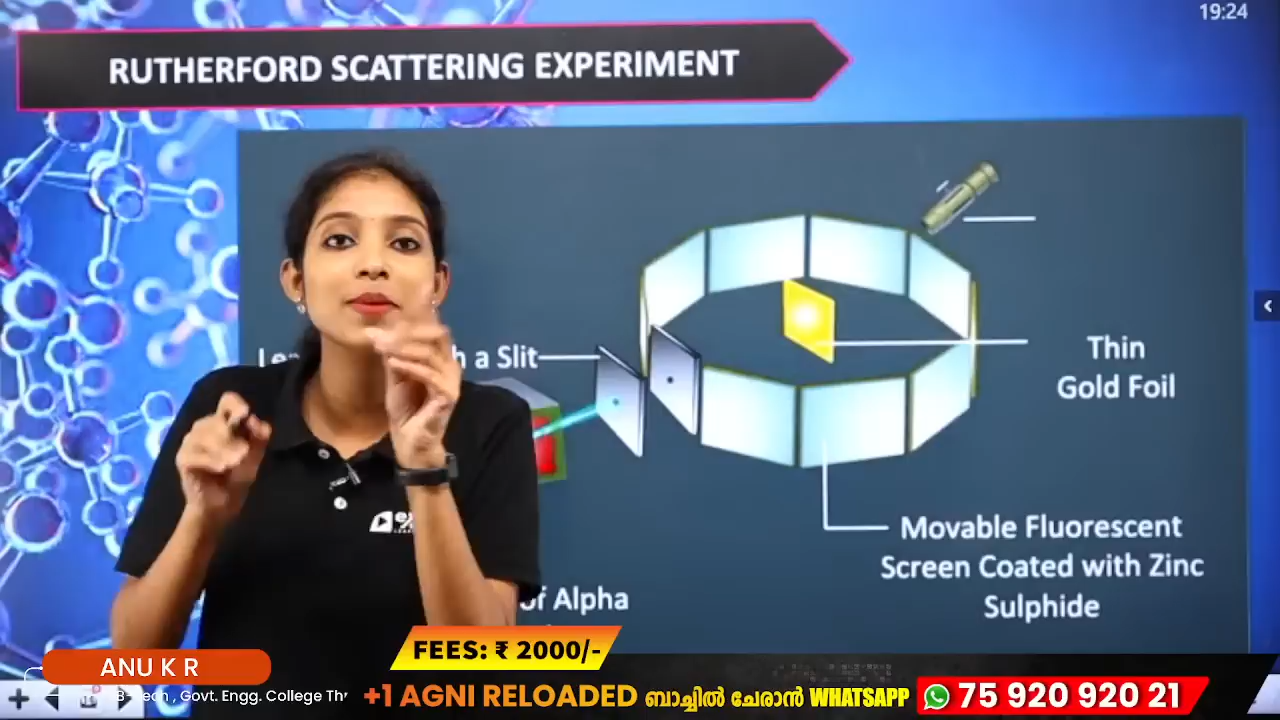 19:24
RUTHERFORD SCATTERING EXPERIMENT
a Slit
Thin
Gold Foil
Movable Fluorescent
Screen Coated with Zinc
Sulphide
of Alpha
FEES: ₹ 2000/-
ANU K R
Govt. Engg. College
+1 AGNI RELOADED ബാച്ചിൽ ചേരാൻ WHATSAPP 75 920 920 21